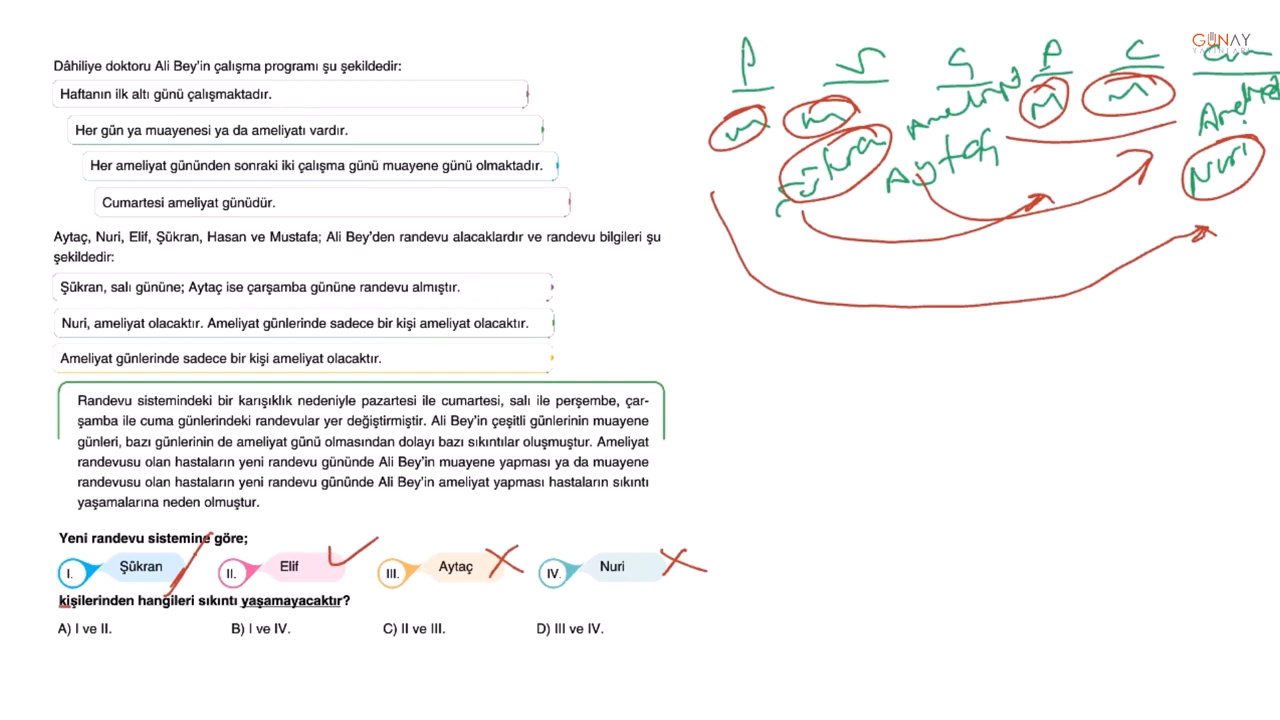 GÜNAY
YAYINLARI
P S Ç P C Cm
m m Ameliyat M M
Şükran Aytaç Nuri
Dâhiliye doktoru Ali Bey'in çalışma programı şu şekildedir:
Haftanın ilk altı günü çalışmaktadır.
Her gün ya muayenesi ya da ameliyatı vardır.
Her ameliyat gününden sonraki iki çalışma günü muayene günü olmaktadır.
Cumartesi ameliyat günüdür.
Aytaç, Nuri, Elif, Şükran, Hasan ve Mustafa; Ali Bey'den randevu alacaklardır ve randevu bilgileri şu
şekildedir:
Şükran, salı gününe; Aytaç ise çarşamba gününe randevu almıştır.
Nuri, ameliyat olacaktır. Ameliyat günlerinde sadece bir kişi ameliyat olacaktır.
Ameliyat günlerinde sadece bir kişi ameliyat olacaktır.
Randevu sistemindeki bir karışıklık nedeniyle pazartesi ile cumartesi, salı ile perşembe, çar-
şamba ile cuma günlerindeki randevular yer değiştirmiştir. Ali Bey'in çeşitli günlerinin muayene
günleri, bazı günlerinin de ameliyat günü olmasından dolayı bazı sıkıntılar oluşmuştur. Ameliyat
randevusu olan hastaların yeni randevu gününde Ali Bey'in muayene yapması ya da muayene
randevusu olan hastaların yeni randevu gününde Ali Bey'in ameliyat yapması hastaların sıkıntı
yaşamalarına neden olmuştur.
Yeni randevu sistemine göre;
I. Şükran II. Elif III. Aytaç IV. Nuri
kişilerinden hangileri sıkıntı yaşamayacaktır?
A) I ve II. B) I ve IV. C) II ve III. D) III ve IV.